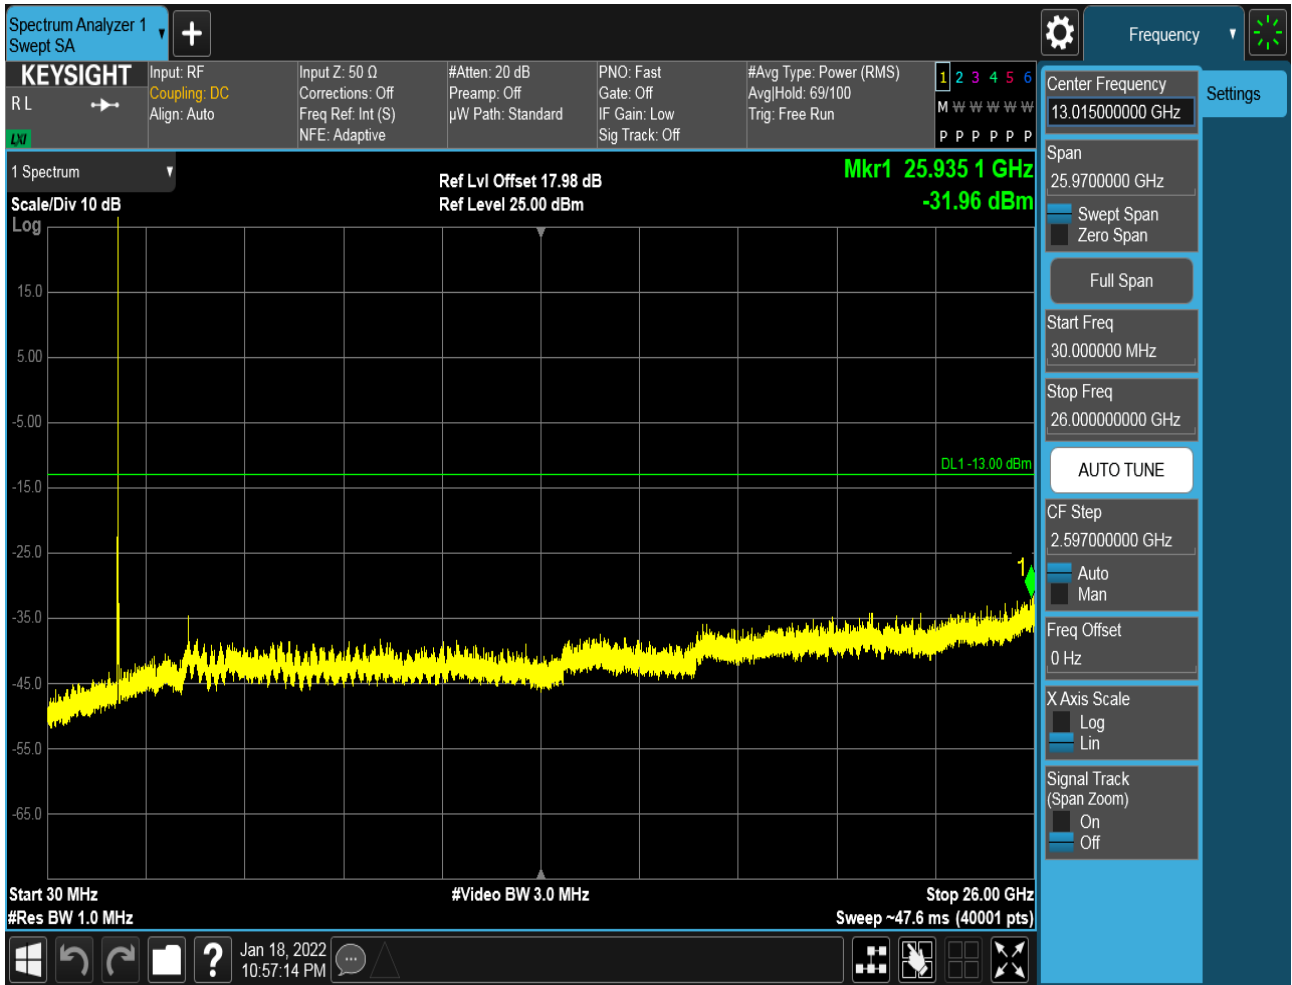 Spectrum Analyzer 1
Swept SA
Frequency
KEYSIGHT
R L
LXI
Input: RF
Coupling: DC
Align: Auto
Input Z: 50 Ω
Corrections: Off
Freq Ref: Int (S)
NFE: Adaptive
#Atten: 20 dB
Preamp: Off
µW Path: Standard
PNO: Fast
Gate: Off
IF Gain: Low
Sig Track: Off
#Avg Type: Power (RMS)
Avg|Hold: 69/100
Trig: Free Run
1 2 3 4 5 6
M W W W W W
P P P P P P
1 Spectrum
Scale/Div 10 dB
Log
Ref Lvl Offset 17.98 dB
Ref Level 25.00 dBm
Mkr1 25.935 1 GHz
-31.96 dBm
15.0
5.00
-5.00
DL1 -13.00 dBm
-15.0
-25.0
1
-35.0
-45.0
-55.0
-65.0
Start 30 MHz
#Video BW 3.0 MHz
Stop 26.00 GHz
#Res BW 1.0 MHz
Sweep ~47.6 ms (40001 pts)
Jan 18, 2022
10:57:14 PM
Center Frequency
13.015000000 GHz
Settings
Span
25.9700000 GHz
Swept Span
Zero Span
Full Span
Start Freq
30.000000 MHz
Stop Freq
26.000000000 GHz
AUTO TUNE
CF Step
2.597000000 GHz
Auto
Man
Freq Offset
0 Hz
X Axis Scale
Log
Lin
Signal Track
(Span Zoom)
On
Off